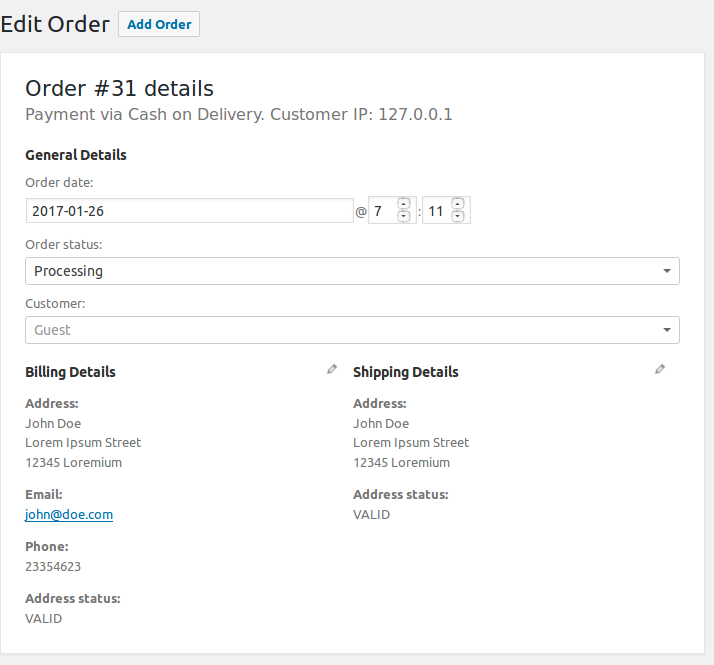 Edit Order Add Order
Order #31 details
Payment via Cash on Delivery. Customer IP: 127.0.0.1
General Details
Order date:
2017-01-26 @ 7 : 11
Order status:
Processing
Customer:
Guest
Billing Details
Address:
John Doe
Lorem Ipsum Street
12345 Loremium
Email:
john@doe.com
Phone:
23354623
Address status:
VALID
Shipping Details
Address:
John Doe
Lorem Ipsum Street
12345 Loremium
Address status:
VALID